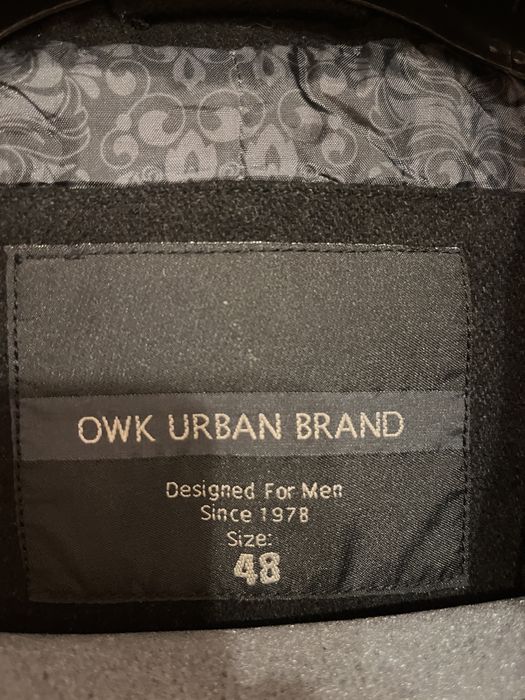 OWK URBAN BRAND
Designed For Men
Since 1978
Size:
48